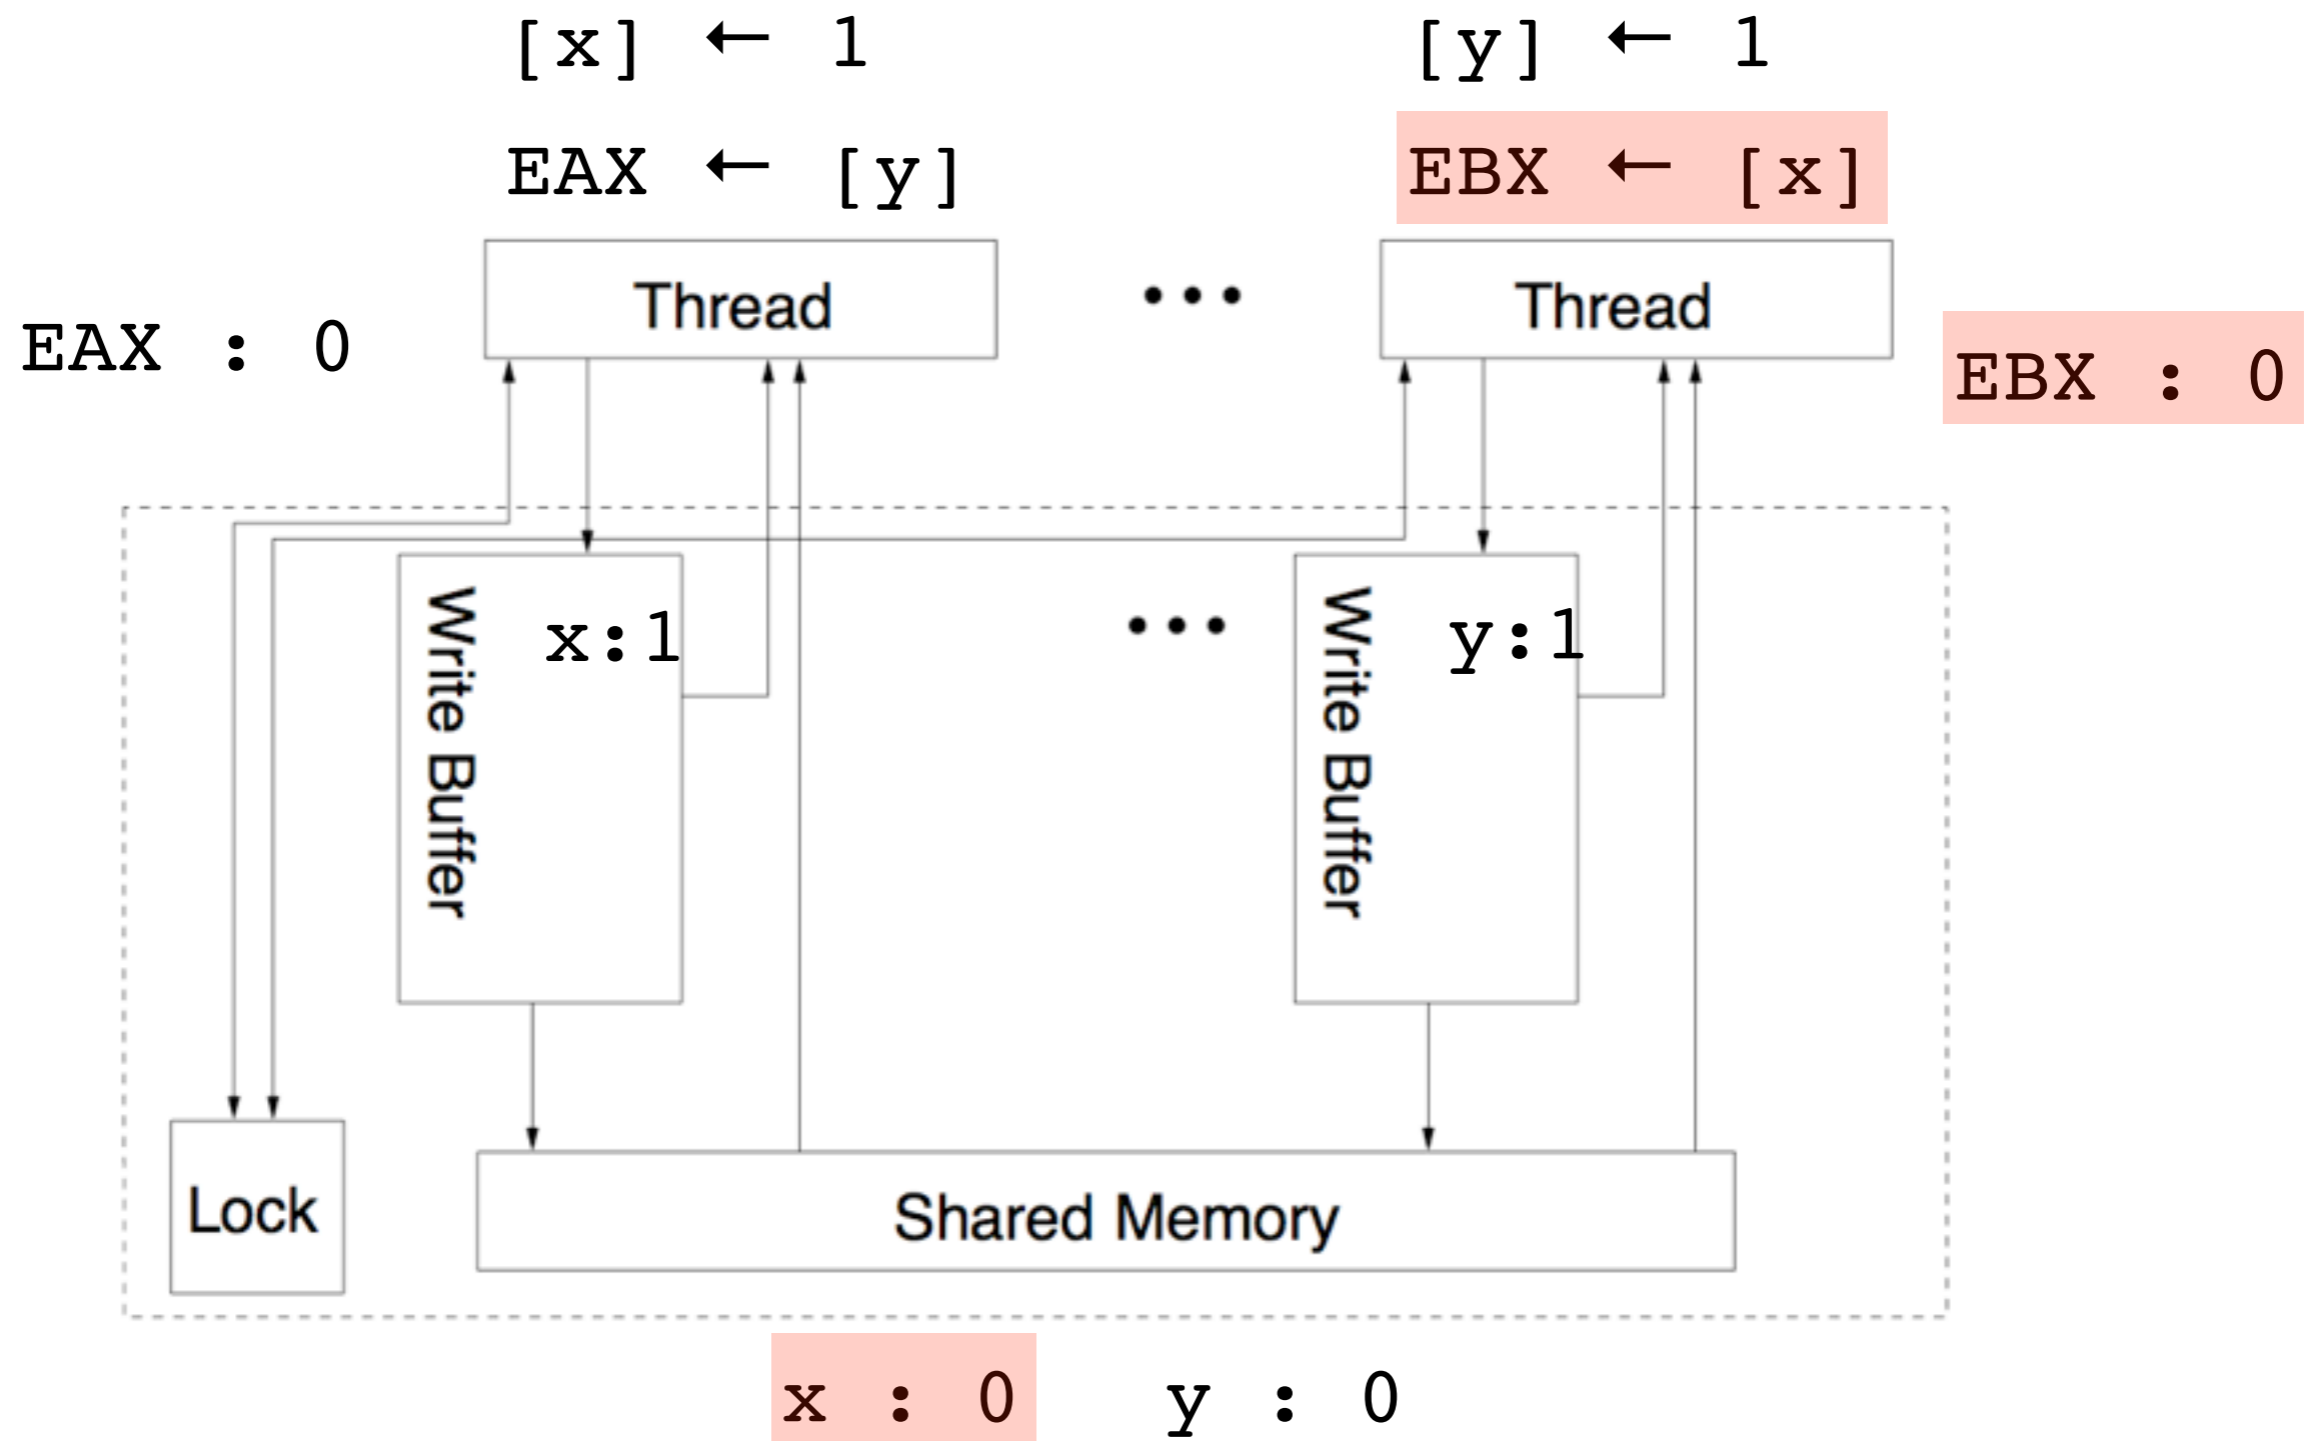 [x] ← 1
[y] ← 1
EAX ← [y]
EBX ← [x]
Thread
...
Thread
EAX : 0
EBX : 0
Write Buffer
x:1
...
Write Buffer
y:1
Lock
Shared Memory
x : 0
y : 0